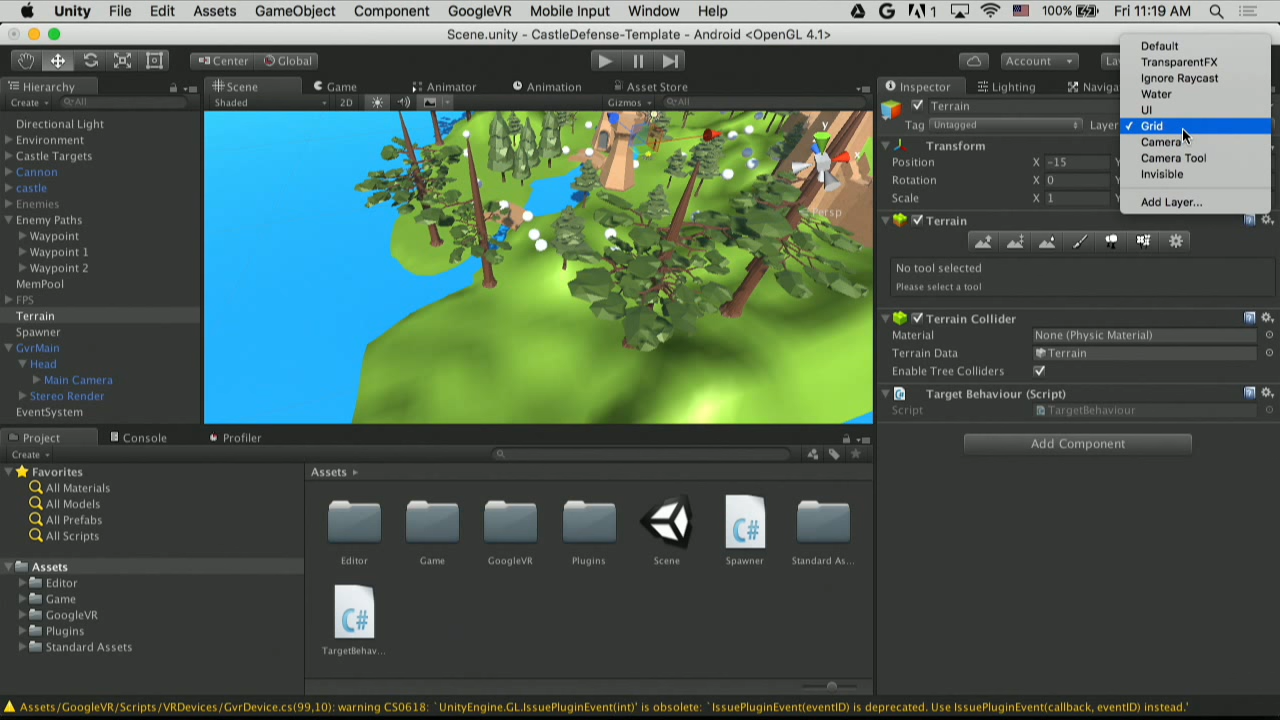 Unity File Edit Assets GameObject Component GoogleVR Mobile Input Window Help 1 100% Fri 11:19 AM
Scene.unity - CastleDefense-Template - Android <OpenGL 4.1>
Center Global Account La
Hierarchy
Create All
Directional Light
Environment
Castle Targets
Cannon
castle
Enemies
Enemy Paths
Waypoint
Waypoint 1
Waypoint 2
MemPool
FPS
Terrain
Spawner
GvrMain
Head
Main Camera
Stereo Render
EventSystem
Scene Game Animator Animation Asset Store
Shaded 2D Gizmos All
y
x
Persp
Inspector Lighting Naviga
Terrain
Tag Untagged Layer
Default
TransparentFX
Ignore Raycast
Water
UI
Grid
Camera
Camera Tool
Invisible
Add Layer...
Transform
Position X -15 Y
Rotation X 0 Y
Scale X 1 Y
Terrain
No tool selected
Please select a tool
Terrain Collider
Material None (Physic Material)
Terrain Data Terrain
Enable Tree Colliders
Target Behaviour (Script)
Script TargetBehaviour
Add Component
Project Console Profiler
Create
Favorites
All Materials
All Models
All Prefabs
All Scripts
Assets
Editor
Game
GoogleVR
Plugins
Standard Assets
Assets
Editor Game GoogleVR Plugins Scene Spawner Standard As...
C#
C#
TargetBehav...
Assets/GoogleVR/Scripts/VRDevices/GvrDevice.cs(99,10): warning CS0618: `UnityEngine.GL.IssuePluginEvent(int)' is obsolete: `IssuePluginEvent(eventID) is deprecated. Use IssuePluginEvent(callback, eventID) instead.'